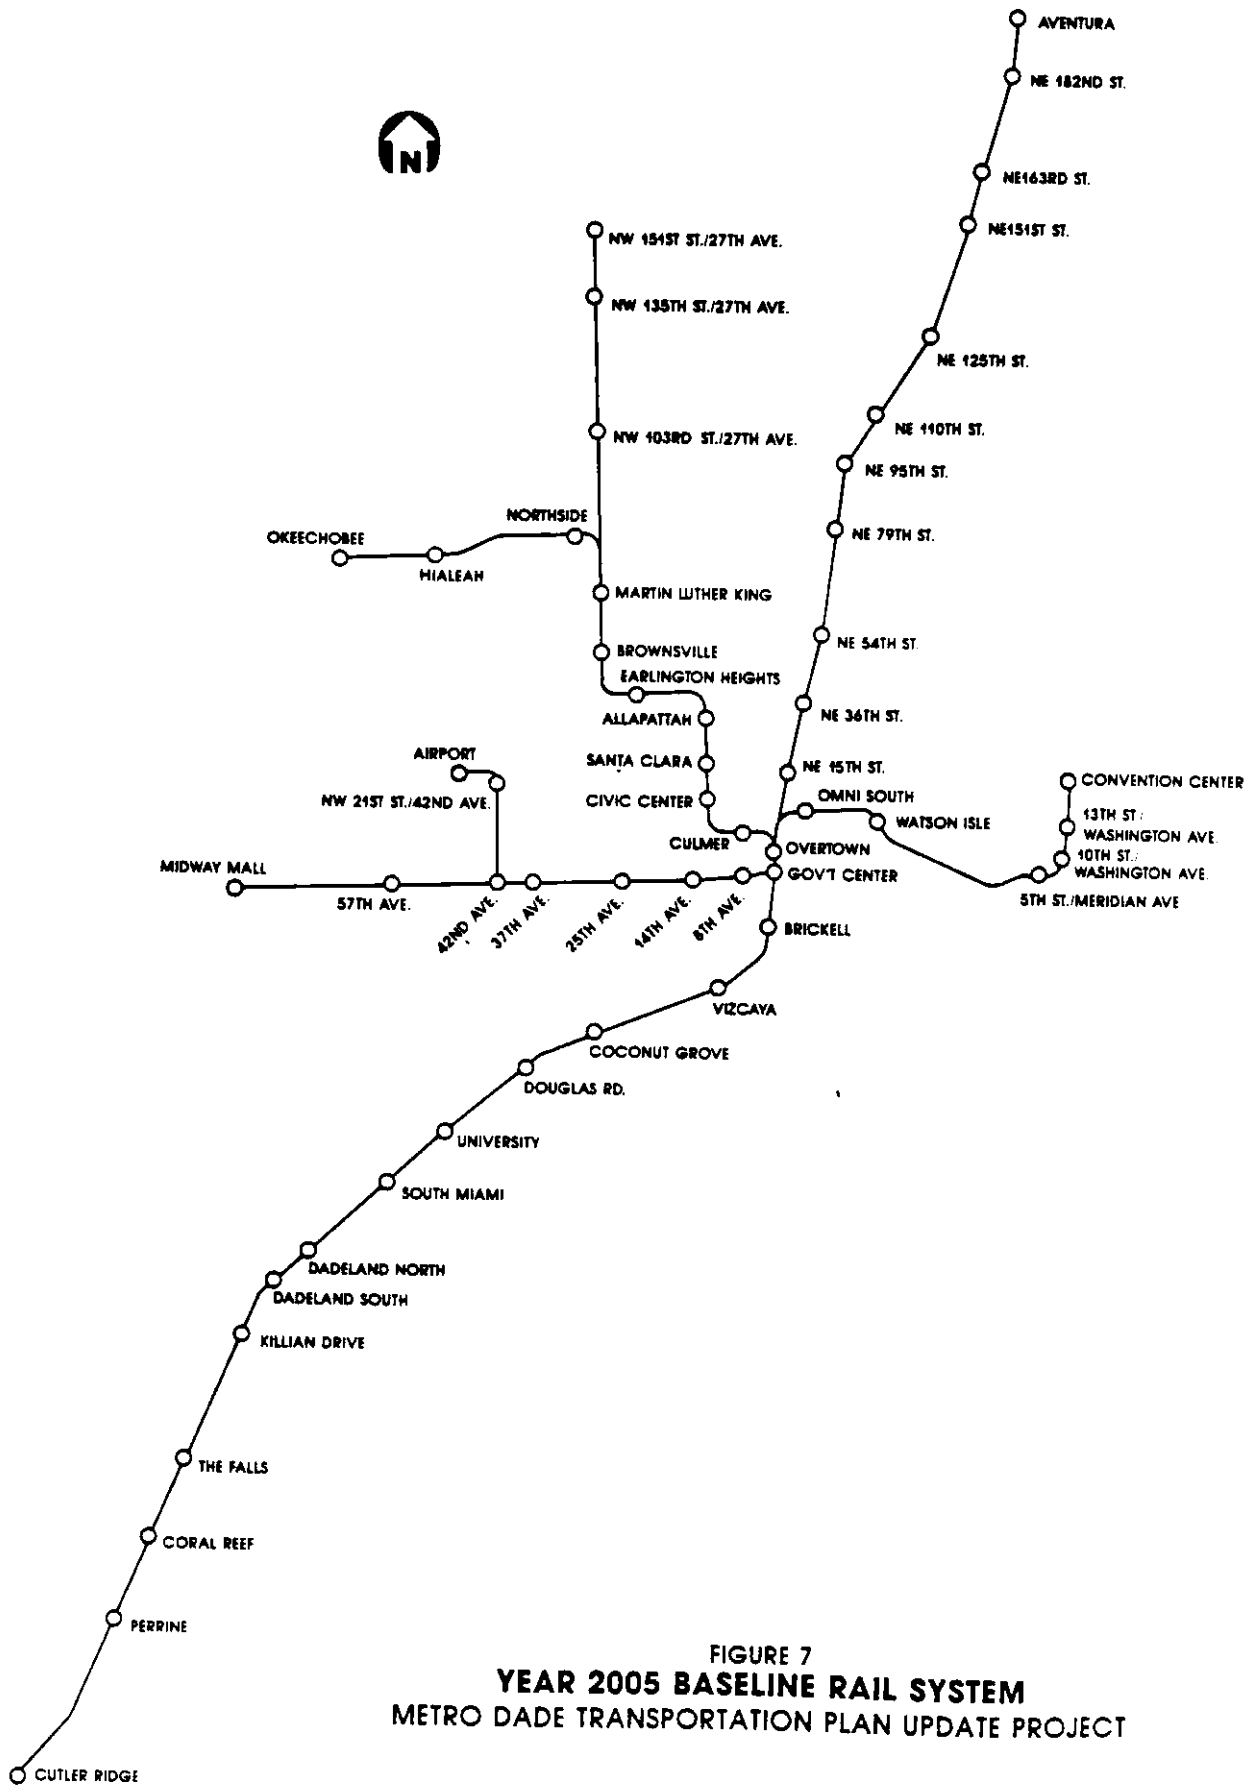 AVENTURA
NE 182ND ST.
N
NE163RD ST.
NE151ST ST.
NW 151ST ST./27TH AVE.
NW 135TH ST./27TH AVE.
NE 125TH ST.
NE 110TH ST.
NW 103RD ST./27TH AVE.
NE 95TH ST.
NORTHSIDE
NE 79TH ST.
OKEECHOBEE
HIALEAH
MARTIN LUTHER KING
NE 54TH ST.
BROWNSVILLE
EARLINGTON HEIGHTS
ALLAPATTAH
NE 36TH ST.
AIRPORT
SANTA CLARA
NE 15TH ST.
CONVENTION CENTER
NW 21ST ST./42ND AVE.
CIVIC CENTER
OMNI SOUTH
13TH ST/
WASHINGTON AVE.
WATSON ISLE
CULMER
OVERTOWN
10TH ST./
WASHINGTON AVE.
MIDWAY MALL
GOV'T CENTER
57TH AVE.
42ND AVE.
37TH AVE.
25TH AVE.
14TH AVE.
8TH AVE.
5TH ST./MERIDIAN AVE
BRICKELL
VIZCAYA
COCONUT GROVE
DOUGLAS RD.
UNIVERSITY
SOUTH MIAMI
DADELAND NORTH
DADELAND SOUTH
KILLIAN DRIVE
THE FALLS
CORAL REEF
PERRINE
CUTLER RIDGE
FIGURE 7
YEAR 2005 BASELINE RAIL SYSTEM
METRO DADE TRANSPORTATION PLAN UPDATE PROJECT